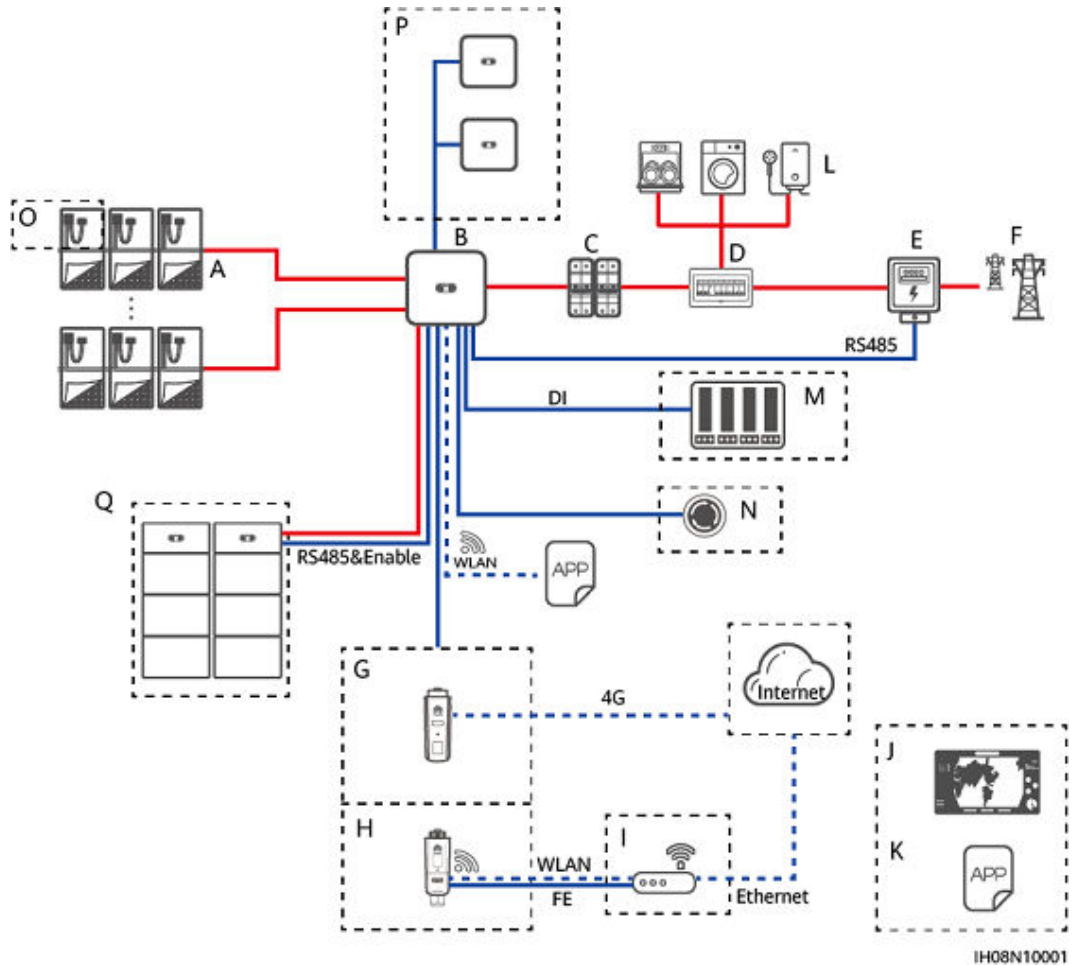 P
L
O
A
B
C
D
E
F
RS485
DI
M
Q
N
RS485&Enable
WLAN
APP
G
4G
Internet
J
H
I
WLAN
K
APP
FE
Ethernet
IH08N10001